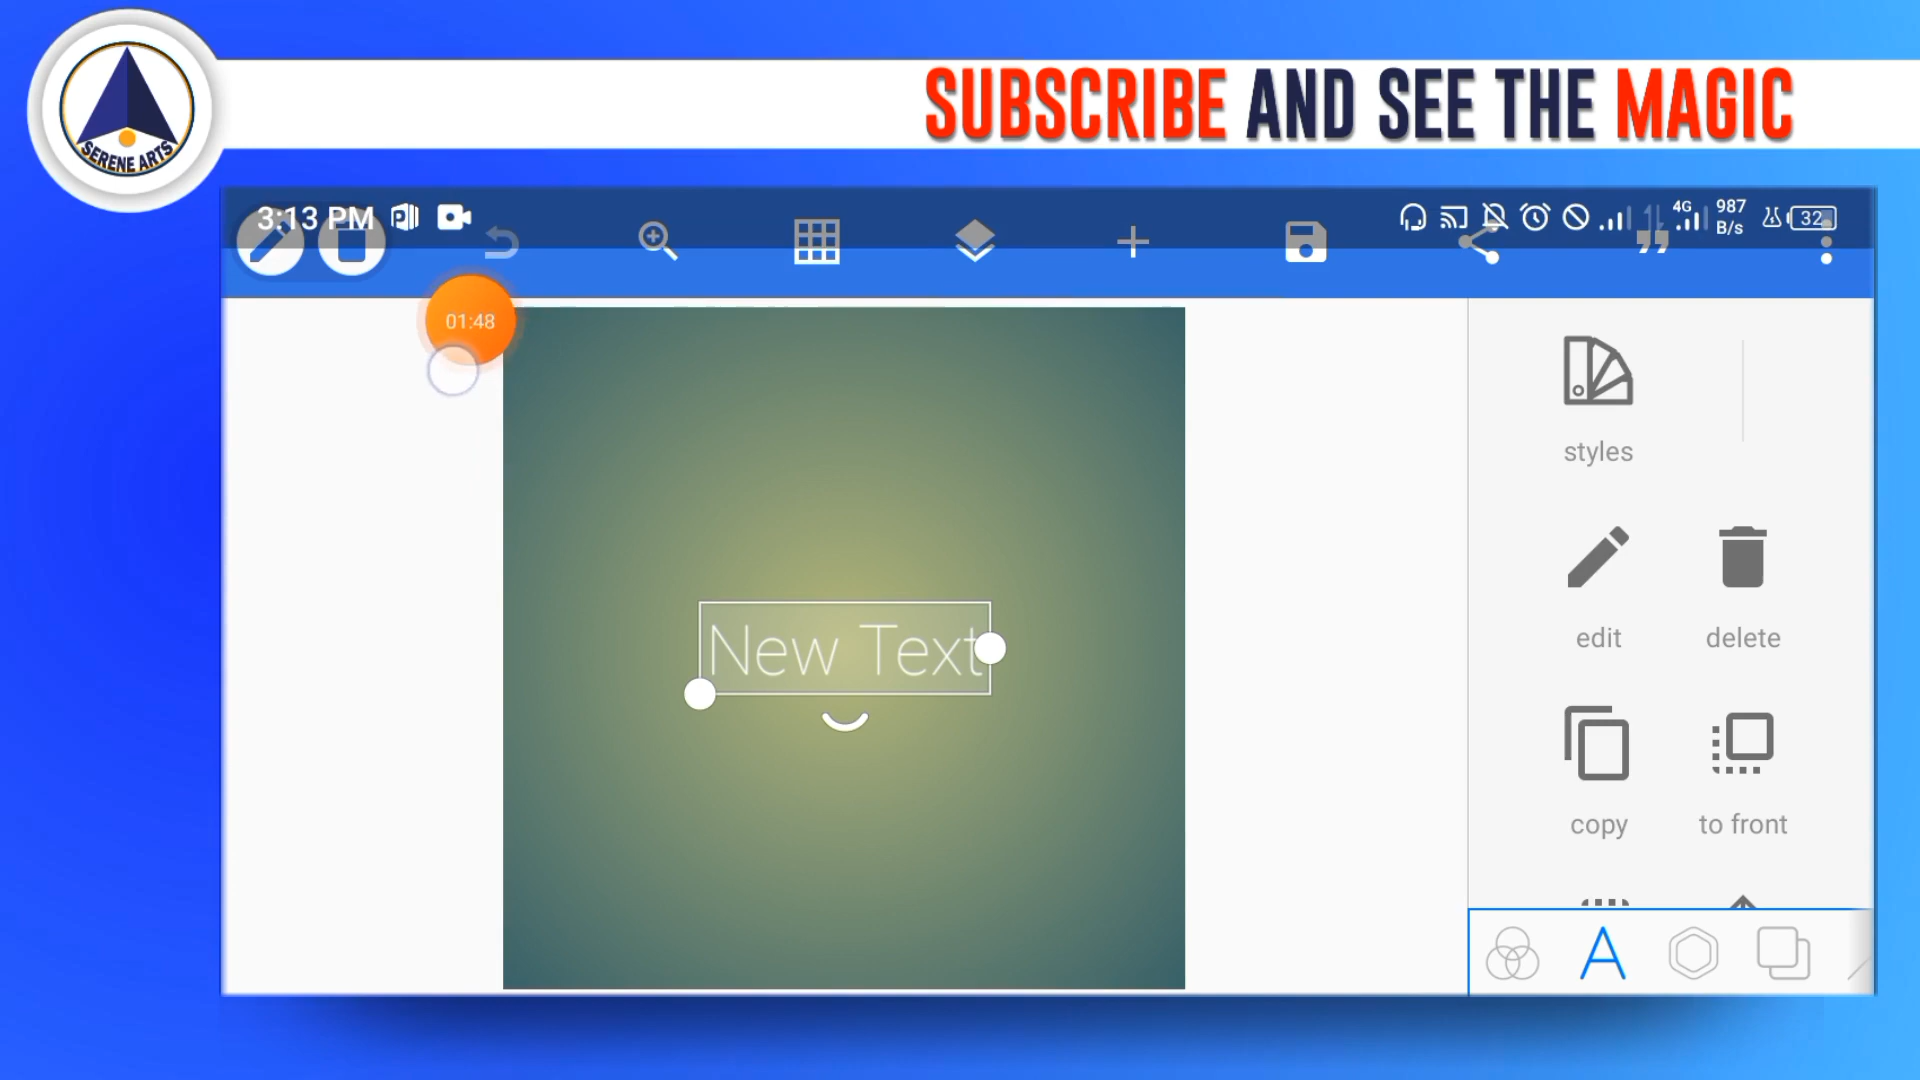 SUBSCRIBE AND SEE THE MAGIC
SERENE ARTS
3:13 PM
4G
987
B/s
32
01:48
styles
New Text
edit
delete
copy
to front